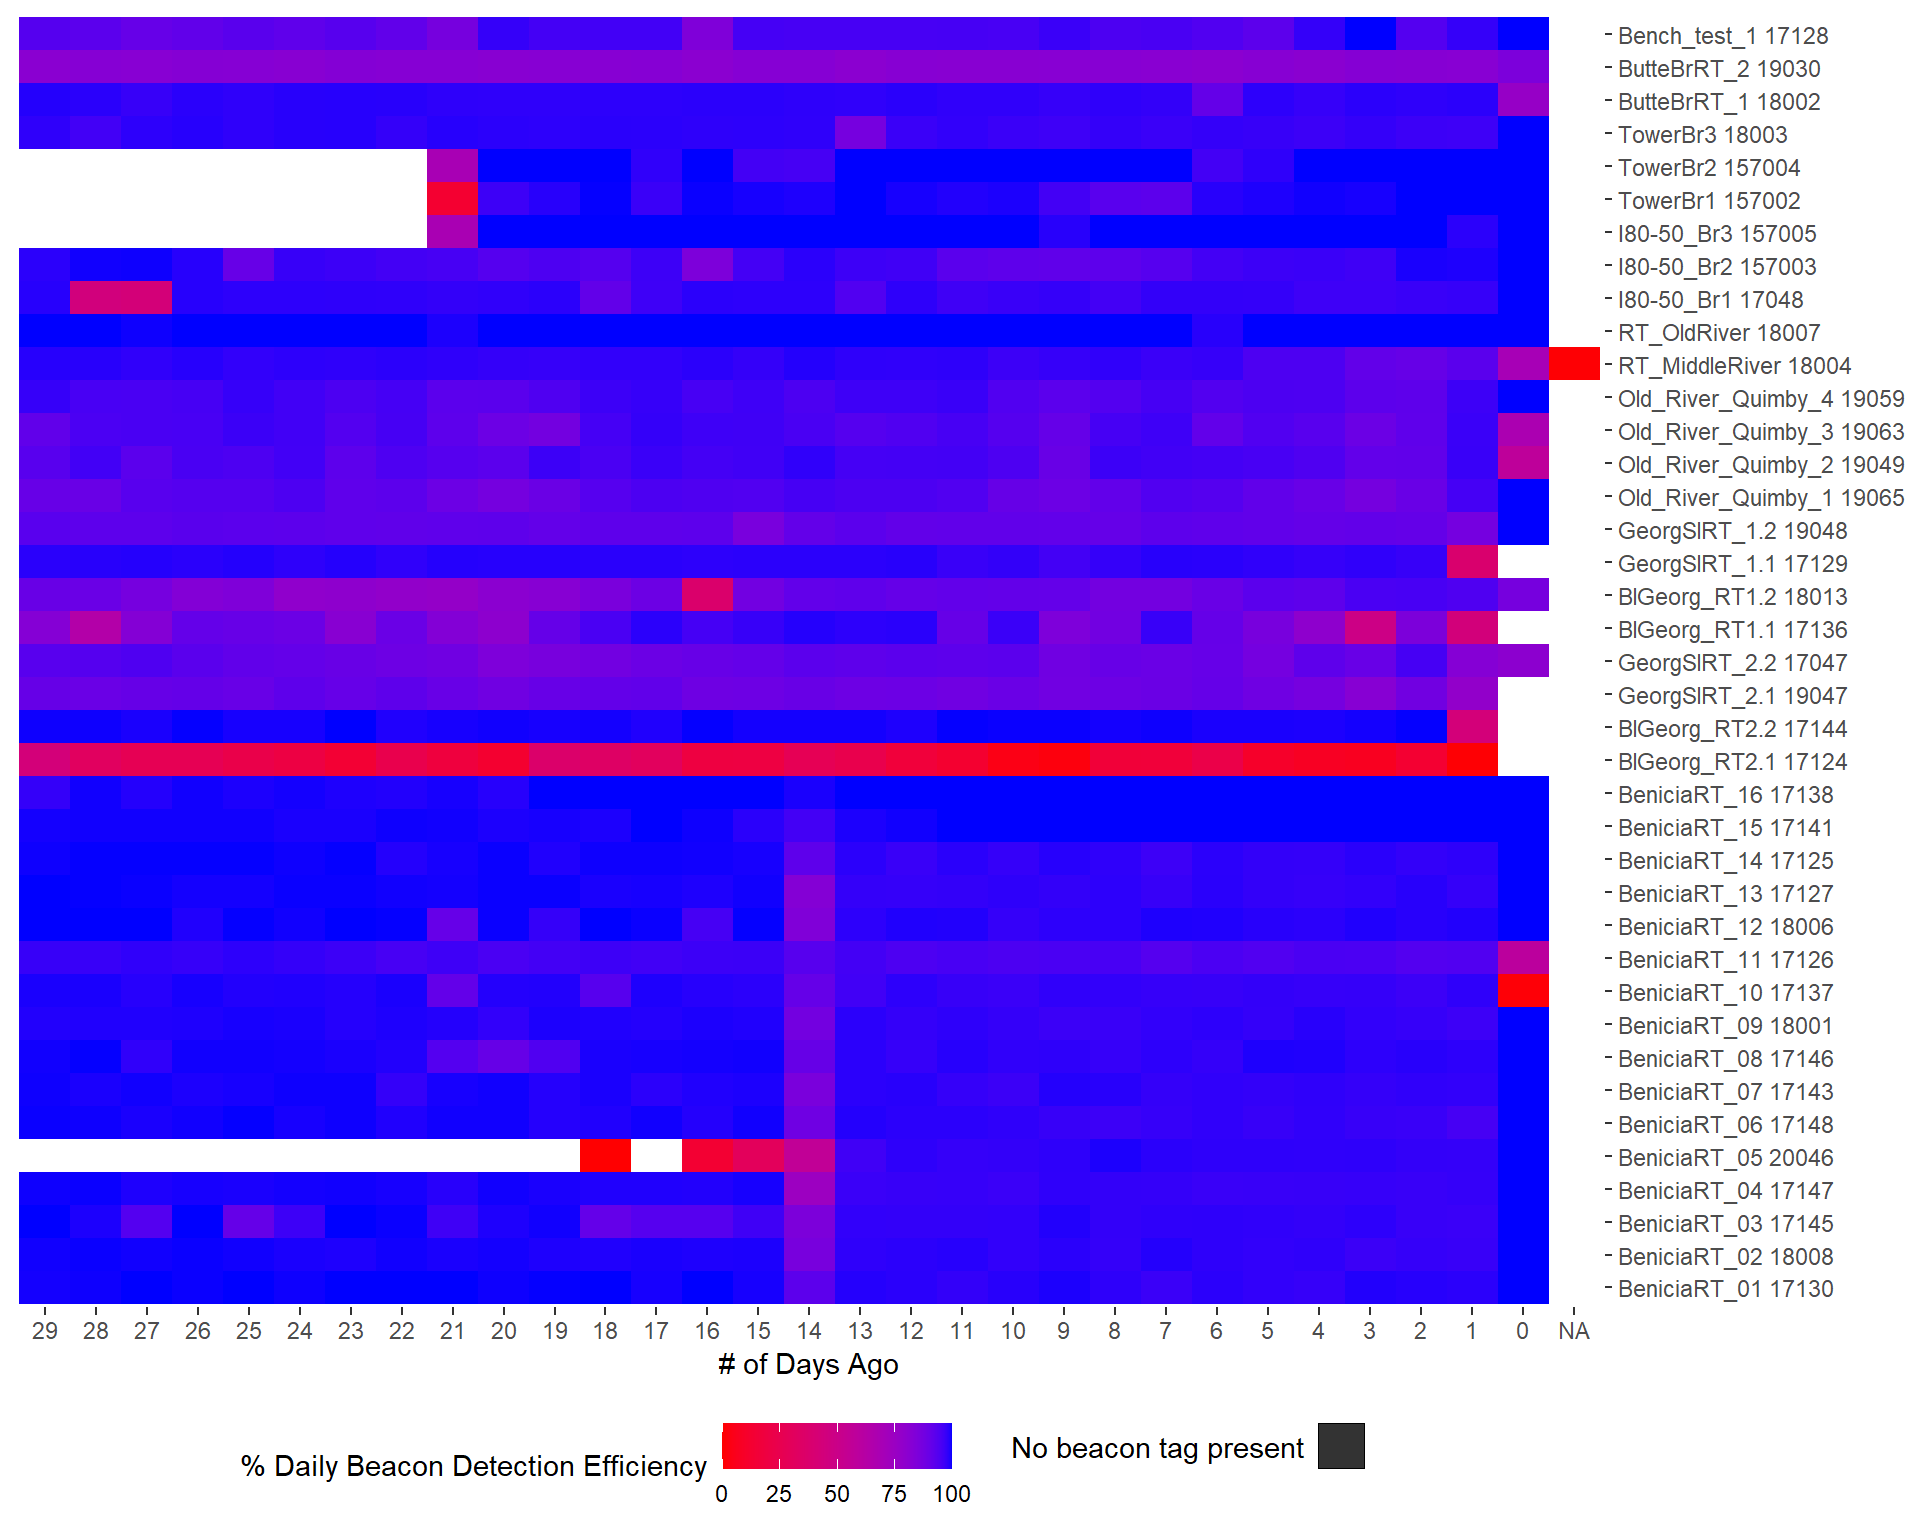 Bench_test_1 17128
ButteBrRT_2 19030
ButteBrRT_1 18002
TowerBr3 18003
TowerBr2 157004
TowerBr1 157002
I80-50_Br3 157005
I80-50_Br2 157003
I80-50_Br1 17048
RT_OldRiver 18007
RT_MiddleRiver 18004
Old_River_Quimby_4 19059
Old_River_Quimby_3 19063
Old_River_Quimby_2 19049
Old_River_Quimby_1 19065
GeorgSlRT_1.2 19048
GeorgSlRT_1.1 17129
BlGeorg_RT1.2 18013
BlGeorg_RT1.1 17136
GeorgSlRT_2.2 17047
GeorgSlRT_2.1 19047
BlGeorg_RT2.2 17144
BlGeorg_RT2.1 17124
BeniciaRT_16 17138
BeniciaRT_15 17141
BeniciaRT_14 17125
BeniciaRT_13 17127
BeniciaRT_12 18006
BeniciaRT_11 17126
BeniciaRT_10 17137
BeniciaRT_09 18001
BeniciaRT_08 17146
BeniciaRT_07 17143
BeniciaRT_06 17148
BeniciaRT_05 20046
BeniciaRT_04 17147
BeniciaRT_03 17145
BeniciaRT_02 18008
BeniciaRT_01 17130
29 28 27 26 25 24 23 22 21 20 19 18 17 16 15 14 13 12 11 10 9 8 7 6 5 4 3 2 1 0 NA
# of Days Ago
% Daily Beacon Detection Efficiency
0 25 50 75 100
No beacon tag present